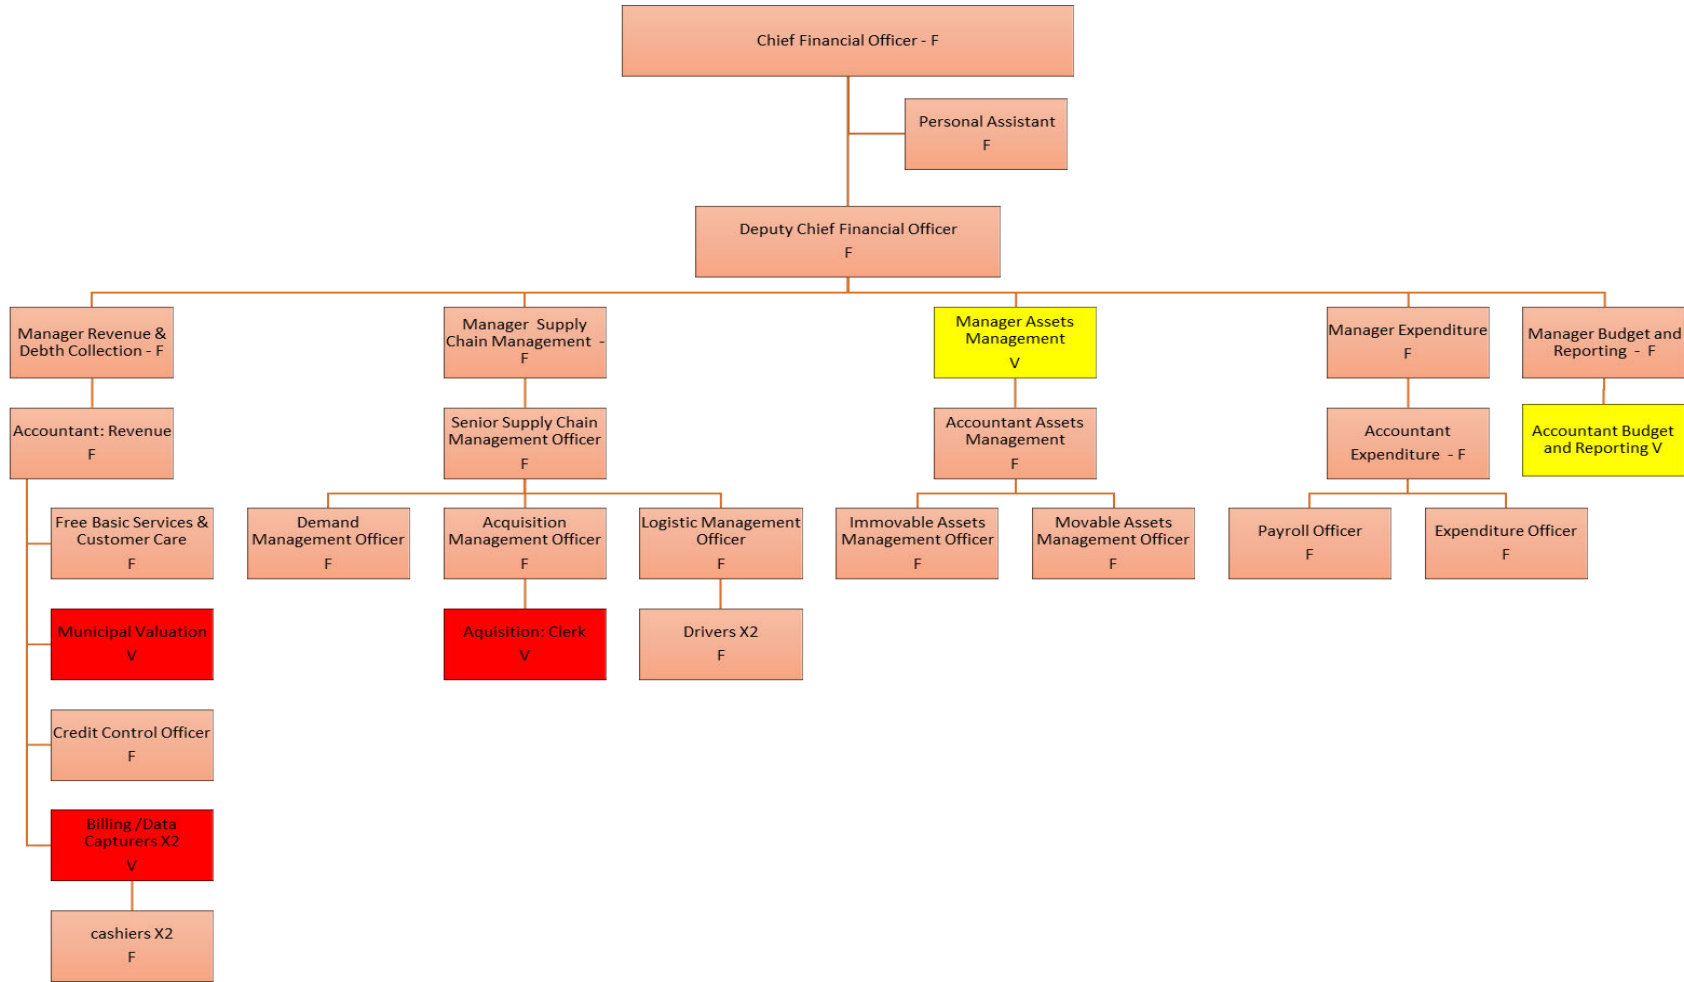 Chief Financial Officer - F
Personal Assistant
F
Deputy Chief Financial Officer
F
Manager Revenue &
Debth Collection - F
Manager Supply
Chain Management -
F
Manager Assets
Management
V
Manager Expenditure
F
Manager Budget and
Reporting - F
Accountant: Revenue
F
Senior Supply Chain
Management Officer
F
Accountant Assets
Management
F
Accountant
Expenditure - F
Accountant Budget
and Reporting V
Free Basic Services &
Customer Care
F
Demand
Management Officer
F
Acquisition
Management Officer
F
Logistic Management
Officer
F
Immovable Assets
Management Officer
F
Movable Assets
Management Officer
F
Payroll Officer
F
Expenditure Officer
F
Municipal Valuation
V
Aquisition: Clerk
V
Drivers X2
F
Credit Control Officer
F
Billing /Data
Capturers X2
V
cashiers X2
F